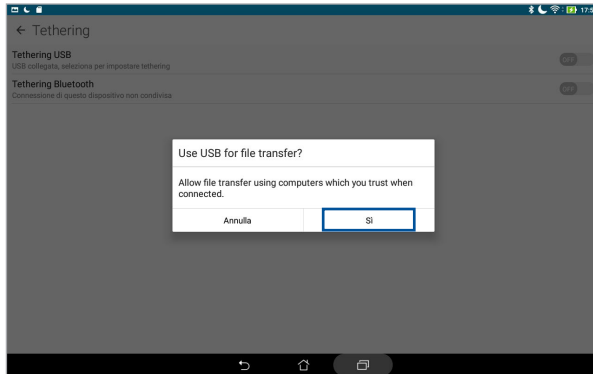 17:5
Tethering
Tethering USB
USB collegata, seleziona per impostare tethering
OFF
Tethering Bluetooth
Connessione di questo dispositivo non condivisa
OFF
Use USB for file transfer?
Allow file transfer using computers which you trust when
connected.
Annulla
Sì